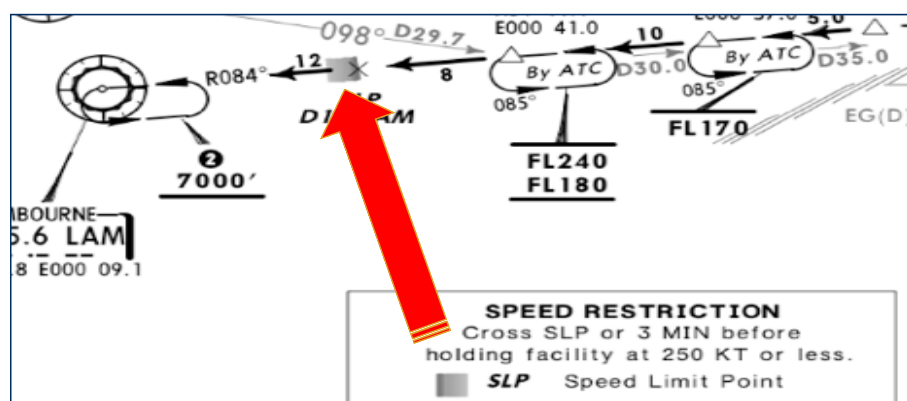 E000 41.0
098° D29.7
10
5.0
12
R084°
8
By ATC
D30.0
By ATC
D35.0
085°
085°
EG(D)
FL170
2
7000'
FL240
FL180
5.6 LAM
E000 09.1
SPEED RESTRICTION
Cross SLP or 3 MIN before
holding facility at 250 KT or less.
SLP Speed Limit Point